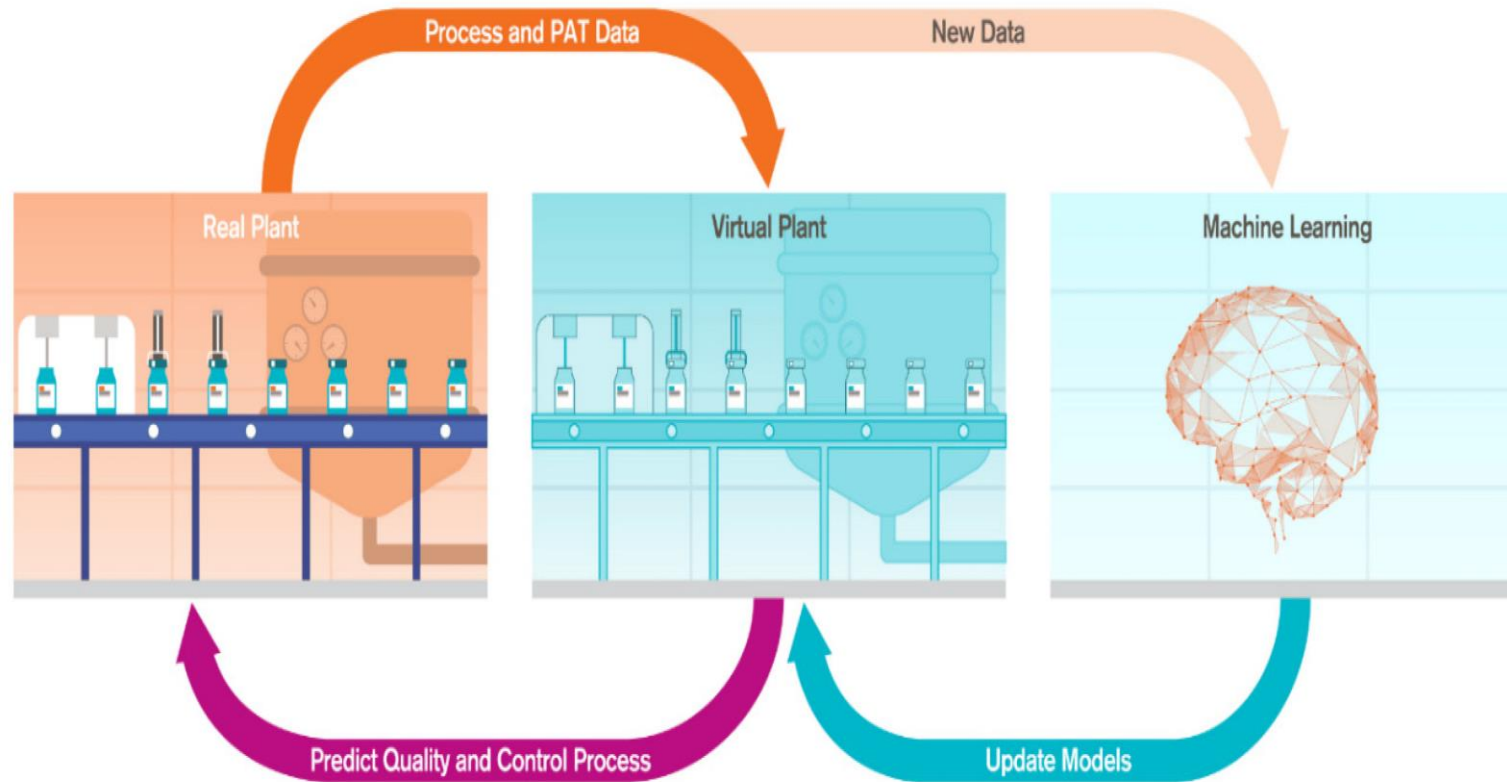 Process and PAT Data
New Data
Real Plant
Virtual Plant
Machine Learning
Predict Quality and Control Process
Update Models